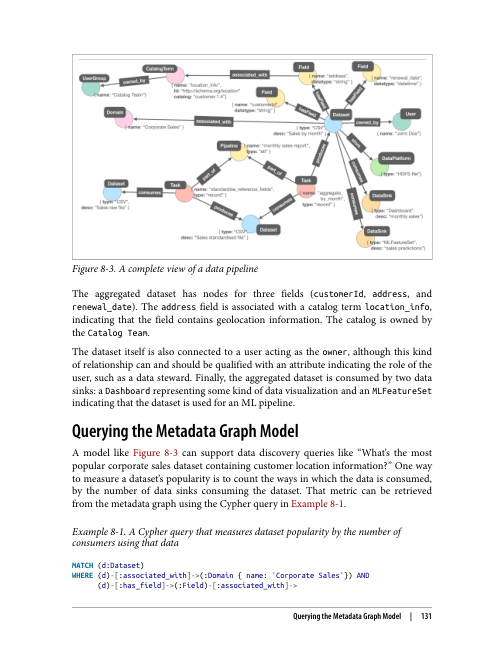 CatalogTerm
Field
Field
UserGroup
owned_by
associated_with
{ name: "address",
datatype: "string" }
{ name: "renewal_date",
datatype: "datetime" }
{ name: "Catalog Team"}
{ name: "location_info",
id: "http://schema.org/location"
catalog: "customer-1.4"}
Field
Domain
{ name: "customerId",
datatype: "string" }
hasField
Dataset
User
associated_with
owned_by
{ name: "Corporate Sales"}
{ type: "CSV",
desc: "Sales by month" }
{ name: "John Doe"}
Pipeline
{ name: "monthly sales report",
type: "etl" }
DataPlatform
{ type: "HDFS file"}
part_of
part_of
Dataset
Task
Task
DataSink
consumes
{ name: "standardise_reference_fields",
type: "record" }
{ name: "aggregate_
by_month",
type: "record" }
{ type: "CSV",
desc: "Sales raw file" }
{ type: "Dashboard",
desc: "monthly sales"}
produces
consumes
Dataset
DataSink
{ type: "CSV",
desc: "Sales standardised file" }
{ type: "MLFeatureSet",
desc: "sales predictions"}
Figure 8-3. A complete view of a data pipeline
The aggregated dataset has nodes for three fields (customerId, address, and
renewal_date). The address field is associated with a catalog term location_info,
indicating that the field contains geolocation information. The catalog is owned by
the Catalog Team.
The dataset itself is also connected to a user acting as the owner, although this kind
of relationship can and should be qualified with an attribute indicating the role of the
user, such as a data steward. Finally, the aggregated dataset is consumed by two data
sinks: a Dashboard representing some kind of data visualization and an MLFeatureSet
indicating that the dataset is used for an ML pipeline.
Querying the Metadata Graph Model
A model like Figure 8-3 can support data discovery queries like “What’s the most
popular corporate sales dataset containing customer location information?” One way
to measure a dataset’s popularity is to count the ways in which the data is consumed,
by the number of data sinks consuming the dataset. That metric can be retrieved
from the metadata graph using the Cypher query in Example 8-1.
Example 8-1. A Cypher query that measures dataset popularity by the number of
consumers using that data
MATCH (d:Dataset)
WHERE (d)-[:associated_with]->(:Domain { name: 'Corporate Sales'}) AND
(d)-[:has_field]->(:Field)-[:associated_with]->
Querying the Metadata Graph Model | 131